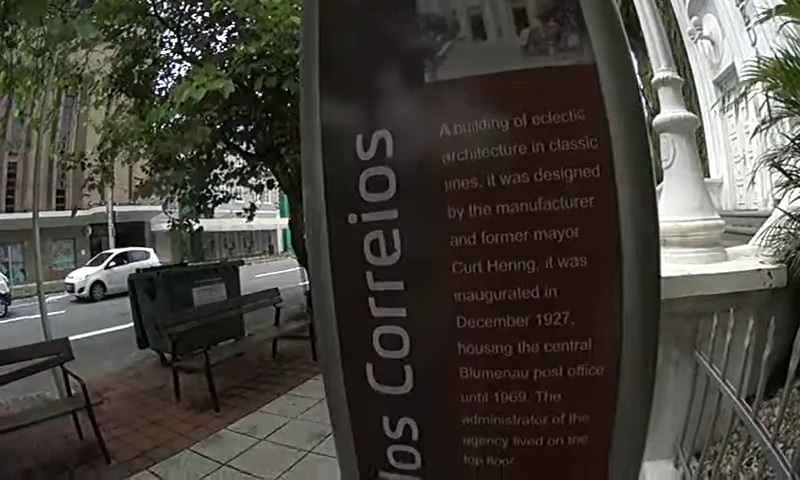 los Correios
A building of eclectic
architecture in classic
lines, it was designed
by the manufacturer
and former mayor
Curt Hering, it was
inaugurated in
December 1927,
housing the central
Blumenau post office
until 1969. The
administrator of the
agency lived on the
top floor